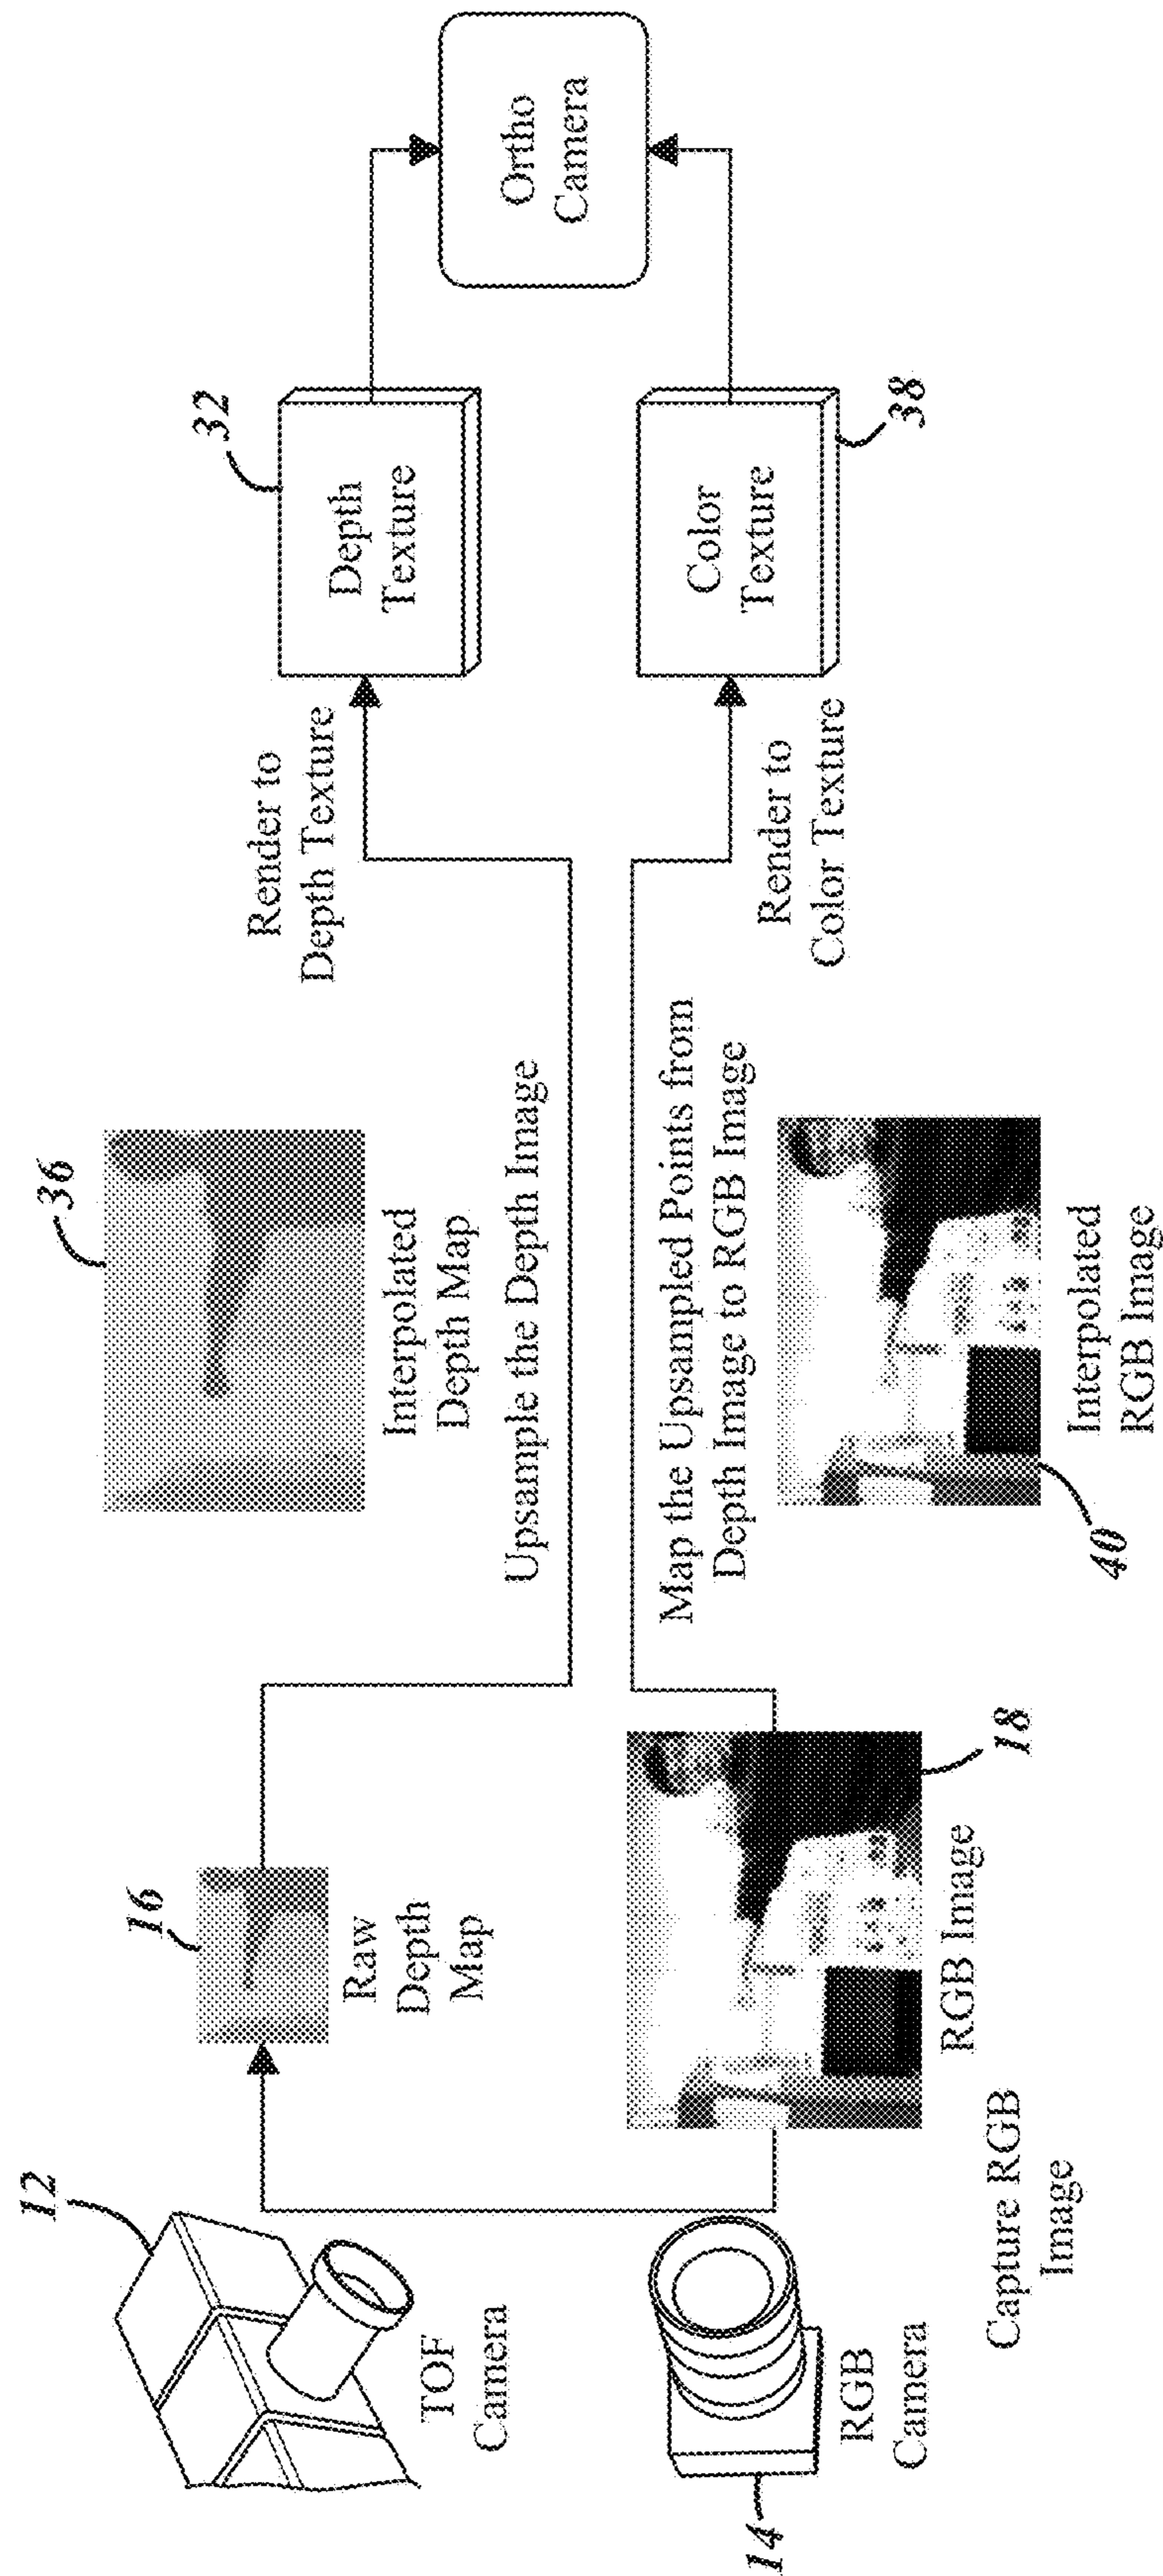 12
TOF
Camera
16
Raw
Depth
Map
36
Interpolated
Depth Map
Upsample the Depth Image
Render to
Depth Texture
32
Depth
Texture
Ortho
Camera
14
RGB
Camera
Capture RGB
Image
RGB Image
18
Map the Upsampled Points from
Depth Image to RGB Image
40
Interpolated
RGB Image
Render to
Color Texture
Color
Texture
38